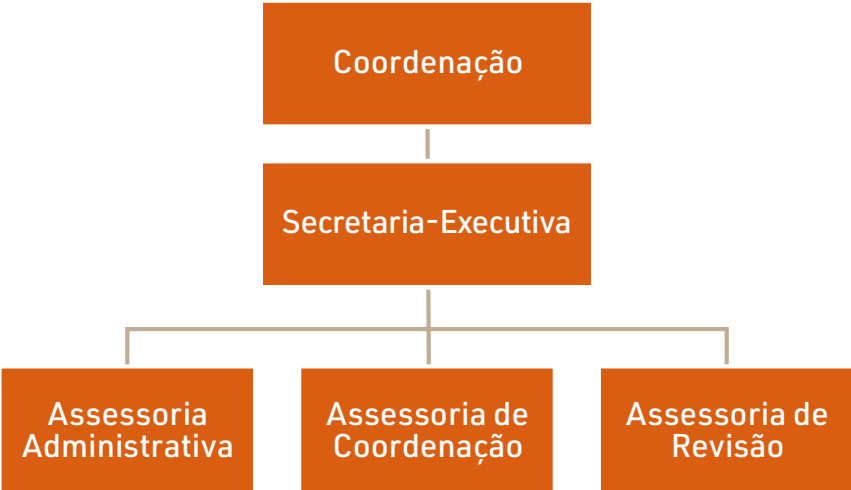 Coordenação
Secretaria-Executiva
Assessoria
Administrativa
Assessoria de
Coordenação
Assessoria de
Revisão